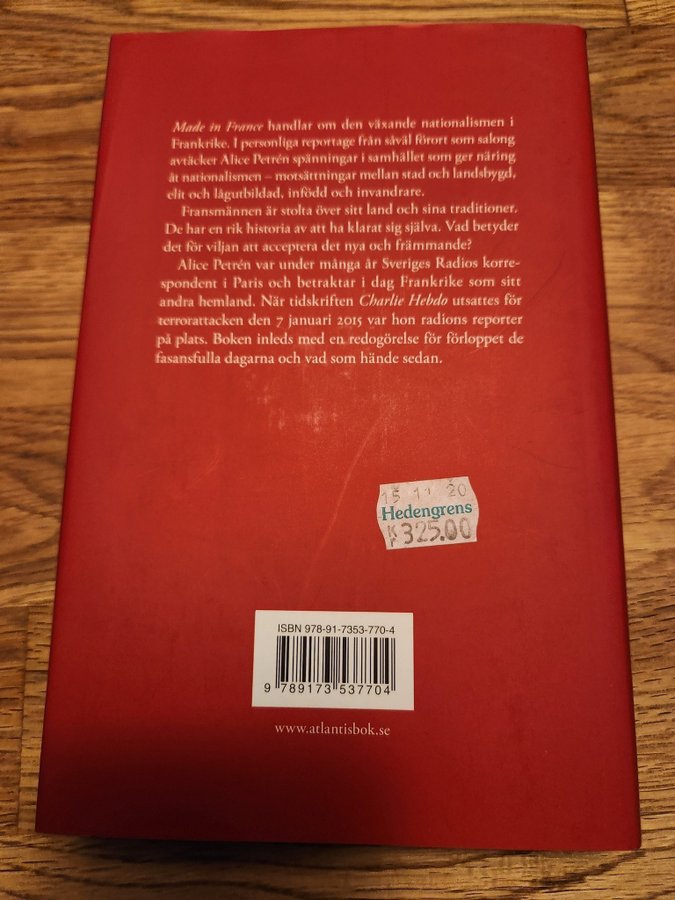 Made in France handlar om den växande nationalismen i
Frankrike. I personliga reportage från såväl förort som salong
avtäcker Alice Petrén spänningar i samhället som ger näring
åt nationalismen – motsättningar mellan stad och landsbygd,
elit och lågutbildad, infödd och invandrare.
Fransmännen är stolta över sitt land och sina traditioner.
De har en rik historia av att ha klarat sig själva. Vad betyder
det för viljan att acceptera det nya och främmande?
Alice Petrén var under många år Sveriges Radios korre-
spondent i Paris och betraktar i dag Frankrike som sitt
andra hemland. När tidskriften Charlie Hebdo utsattes för
terrorattacken den 7 januari 2015 var hon radions reporter
på plats. Boken inleds med en redogörelse för förloppet de
fasansfulla dagarna och vad som hände sedan.
15 11 20
Hedengrens
Kr 325.00
ISBN 978-91-7353-770-4
9 789173 537704
www.atlantisbok.se